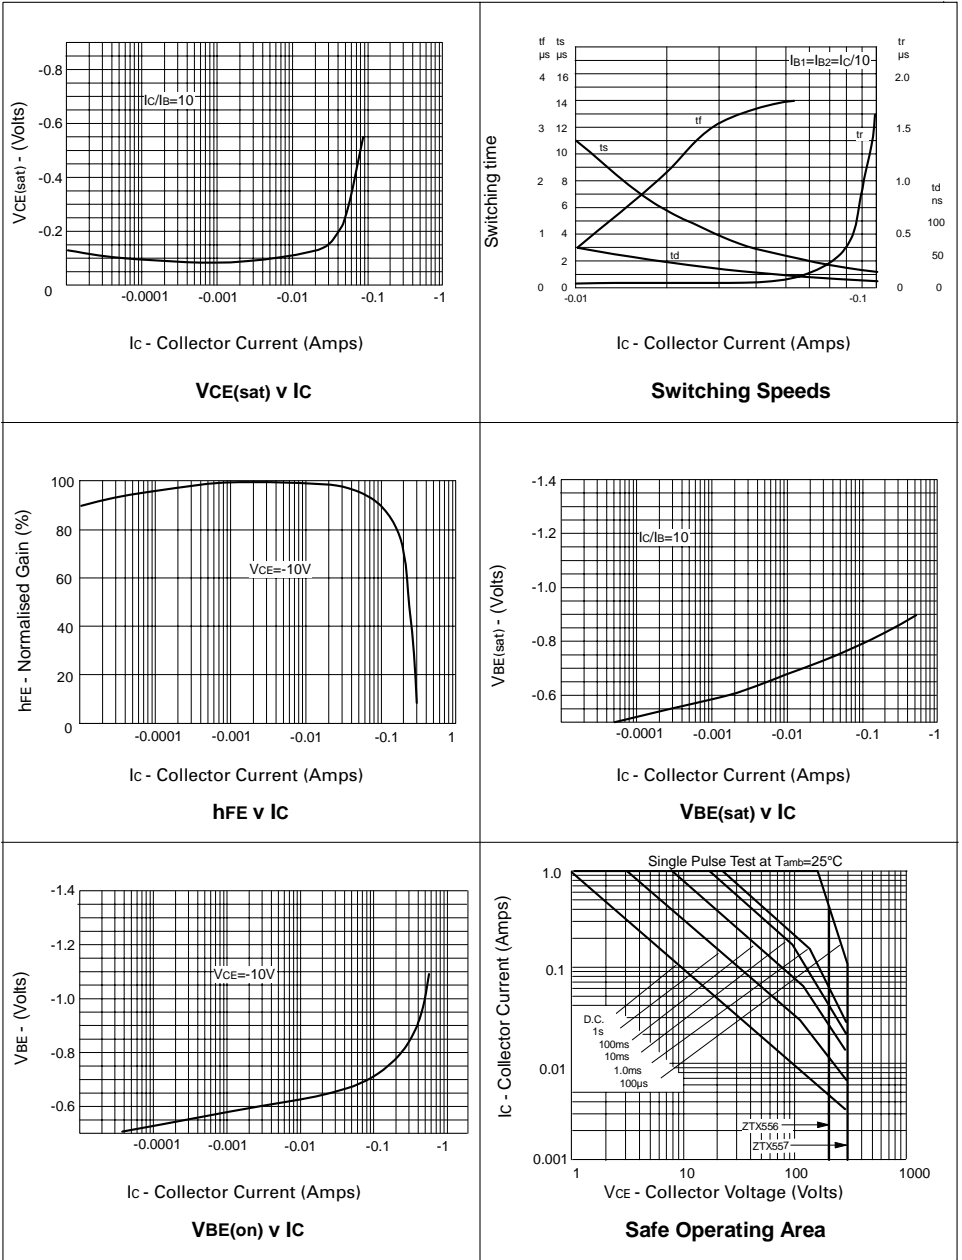 -0.8
-0.6
-0.4
-0.2
0
VCE(sat) - (Volts)
IC/IB=10
-0.0001 -0.001 -0.01 -0.1 -1
IC - Collector Current (Amps)
VCE(sat) v IC
tf ts
µs µs
4 16
14
3 12
10
2 8
6
1 4
2
0 0
Switching time
IB1=IB2=IC/10
tf
ts
tr
td
tr
µs
2.0
1.5
1.0
0.5
0
td
ns
100
50
0
-0.01 -0.1
IC - Collector Current (Amps)
Switching Speeds
100
80
60
40
20
0
hFE - Normalised Gain (%)
VCE=-10V
-0.0001 -0.001 -0.01 -0.1 1
IC - Collector Current (Amps)
hFE v IC
-1.4
-1.2
-1.0
-0.8
-0.6
VBE(sat) - (Volts)
IC/IB=10
-0.0001 -0.001 -0.01 -0.1 -1
IC - Collector Current (Amps)
VBE(sat) v IC
-1.4
-1.2
-1.0
-0.8
-0.6
VBE - (Volts)
VCE=-10V
-0.0001 -0.001 -0.01 -0.1 -1
IC - Collector Current (Amps)
VBE(on) v IC
Single Pulse Test at Tamb=25°C
1.0
0.1
0.01
0.001
IC - Collector Current (Amps)
D.C.
1s
100ms
10ms
1.0ms
100µs
ZTX556
ZTX557
1 10 100 1000
VCE - Collector Voltage (Volts)
Safe Operating Area